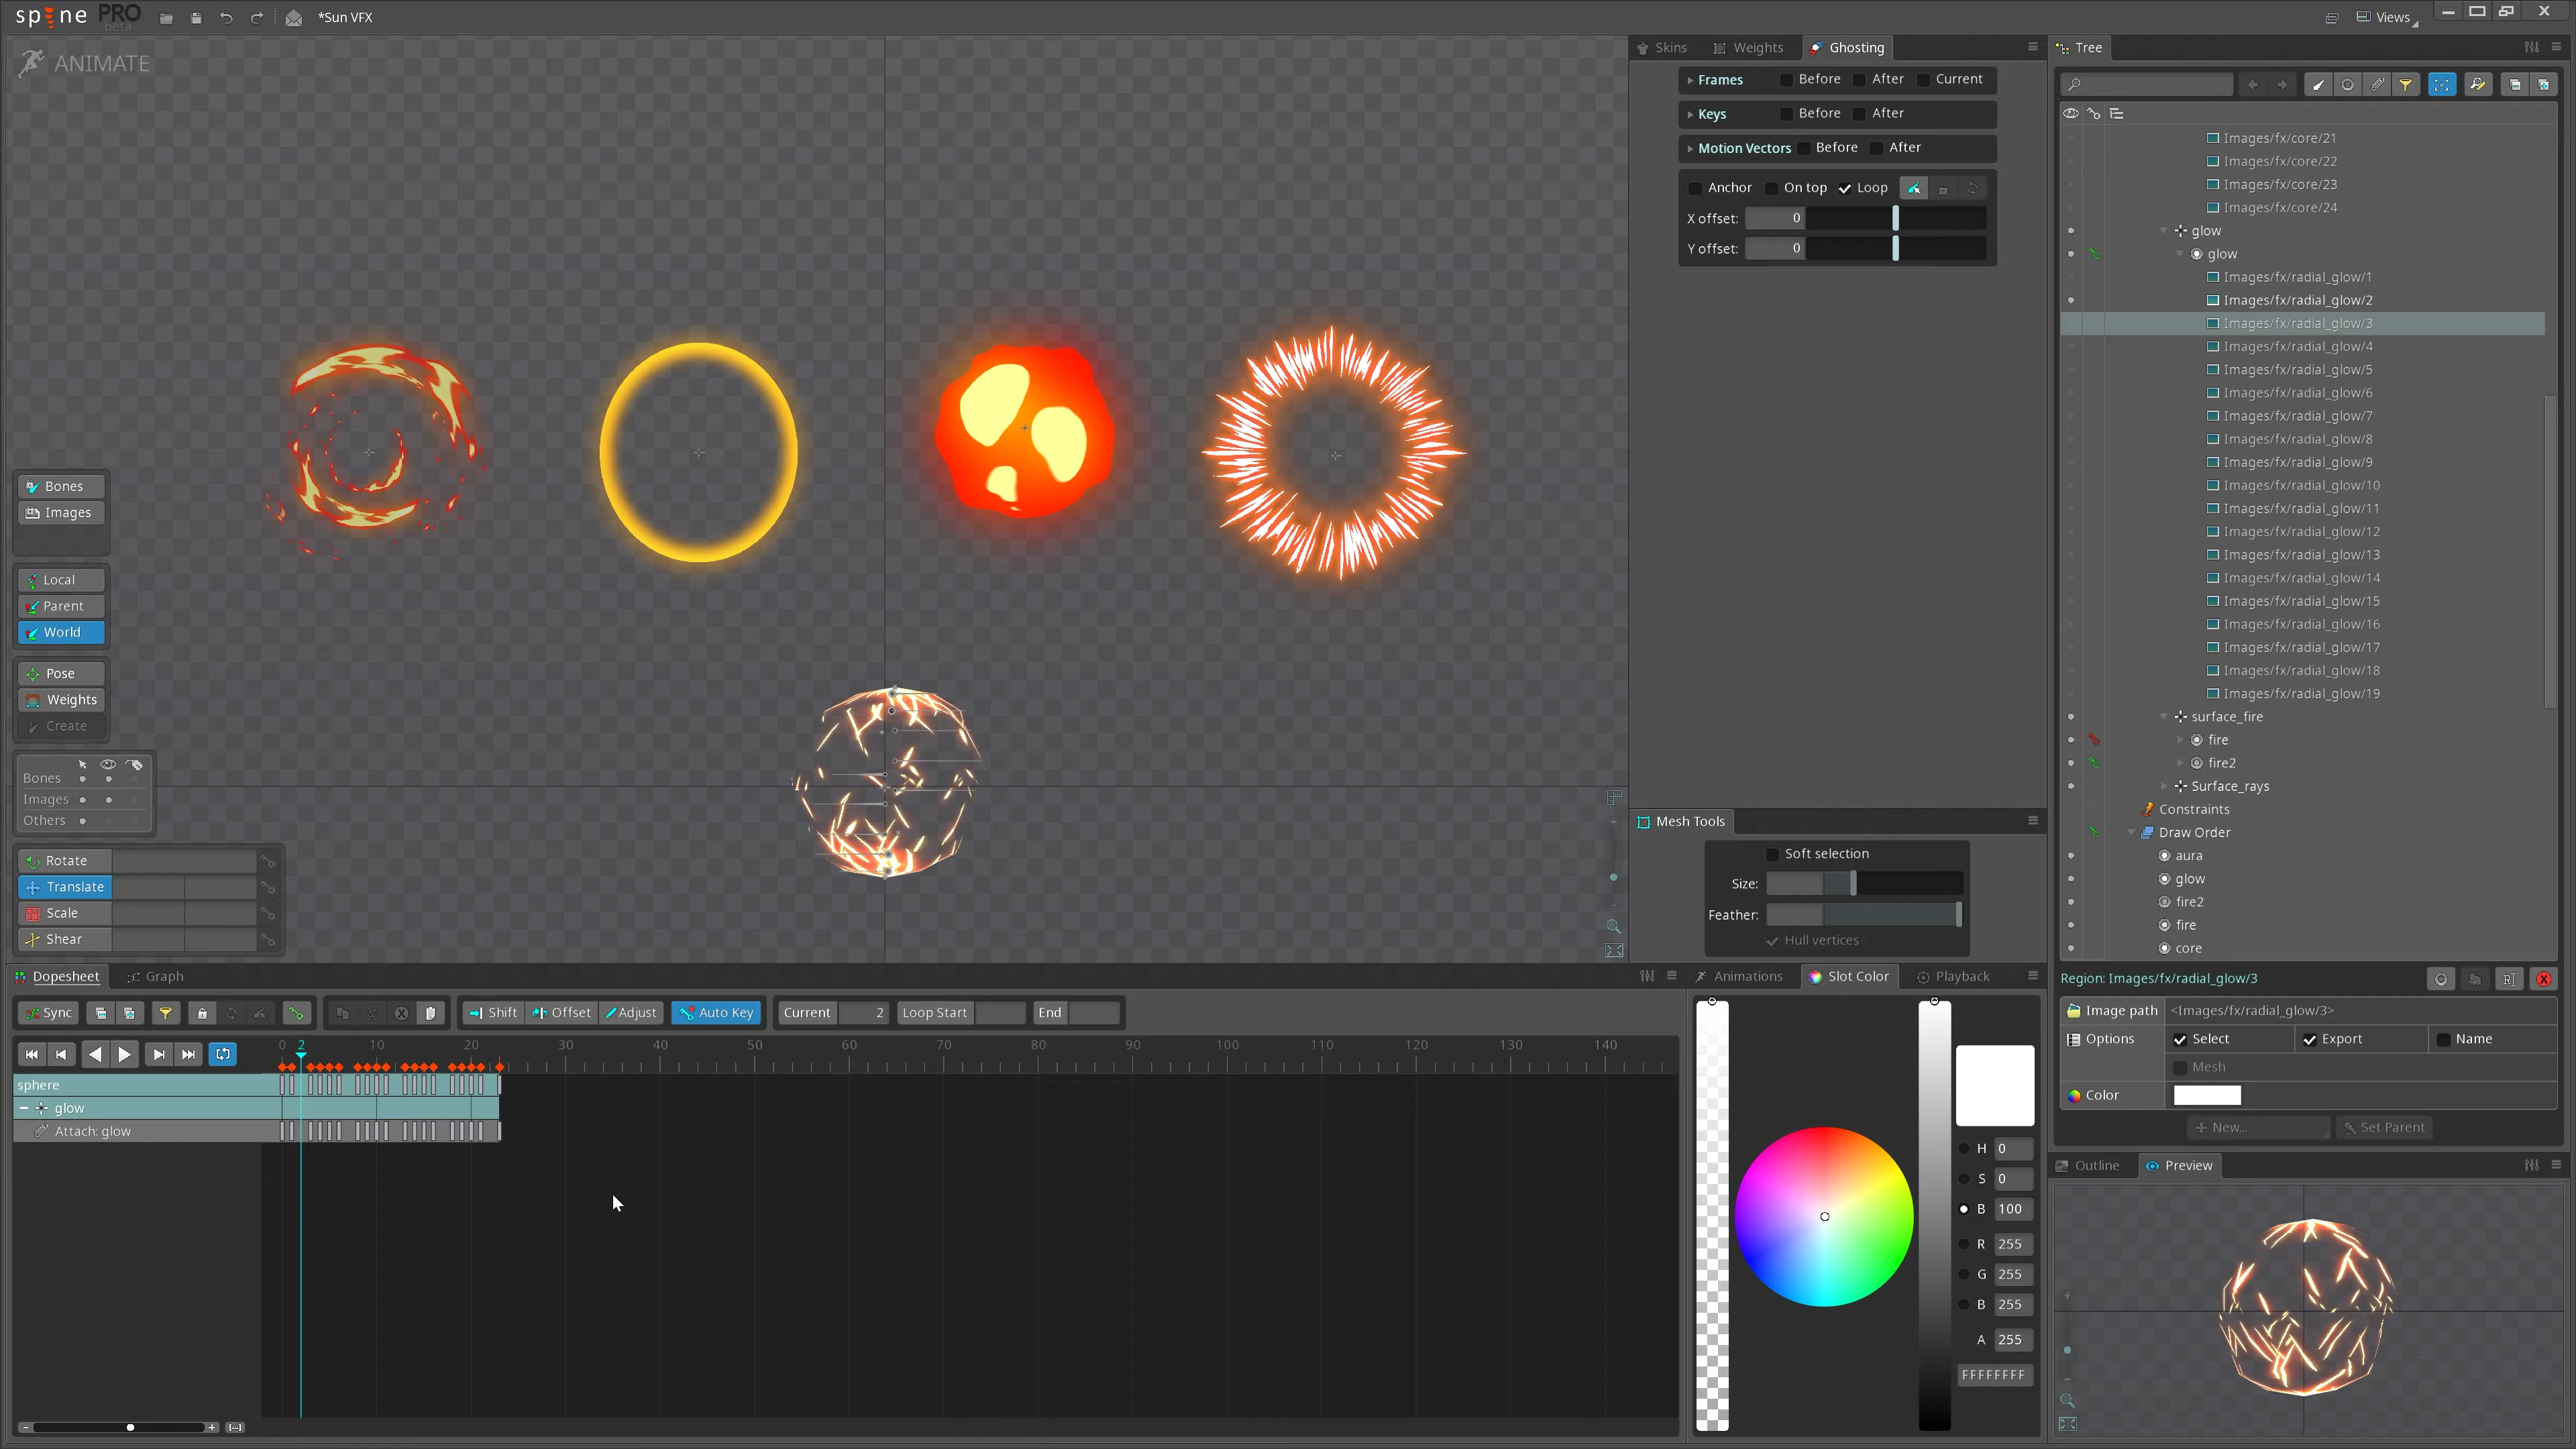 spine PRO beta *Sun VFX Views
ANIMATE
Skins Weights Ghosting
Frames Before After Current
Keys Before After
Motion Vectors Before After
Anchor On top Loop
X offset: 0
Y offset: 0
Tree
Images/fx/core/21
Images/fx/core/22
Images/fx/core/23
Images/fx/core/24
glow
glow
Images/fx/radial_glow/1
Images/fx/radial_glow/2
Images/fx/radial_glow/3
Images/fx/radial_glow/4
Images/fx/radial_glow/5
Images/fx/radial_glow/6
Images/fx/radial_glow/7
Images/fx/radial_glow/8
Images/fx/radial_glow/9
Images/fx/radial_glow/10
Images/fx/radial_glow/11
Images/fx/radial_glow/12
Images/fx/radial_glow/13
Images/fx/radial_glow/14
Images/fx/radial_glow/15
Images/fx/radial_glow/16
Images/fx/radial_glow/17
Images/fx/radial_glow/18
Images/fx/radial_glow/19
surface_fire
fire
fire2
Surface_rays
Constraints
Draw Order
aura
glow
fire2
fire
core
Bones
Images
Local
Parent
World
Pose
Weights
Create
Bones
Images
Others
Rotate
Translate
Scale
Shear
Mesh Tools
Soft selection
Size:
Feather:
Hull vertices
Region: Images/fx/radial_glow/3
Image path <Images/fx/radial_glow/3>
Options Select Export Name
Mesh
Color
New... Set Parent
Outline Preview
Dopesheet Graph
Sync Shift Offset Adjust Auto Key Current 2 Loop Start End
0 2 10 20 30 40 50 60 70 80 90 100 110 120 130 140
sphere
glow
Attach: glow
Animations Slot Color Playback
H 0
S 0
B 100
R 255
G 255
B 255
A 255
FFFFFFFF